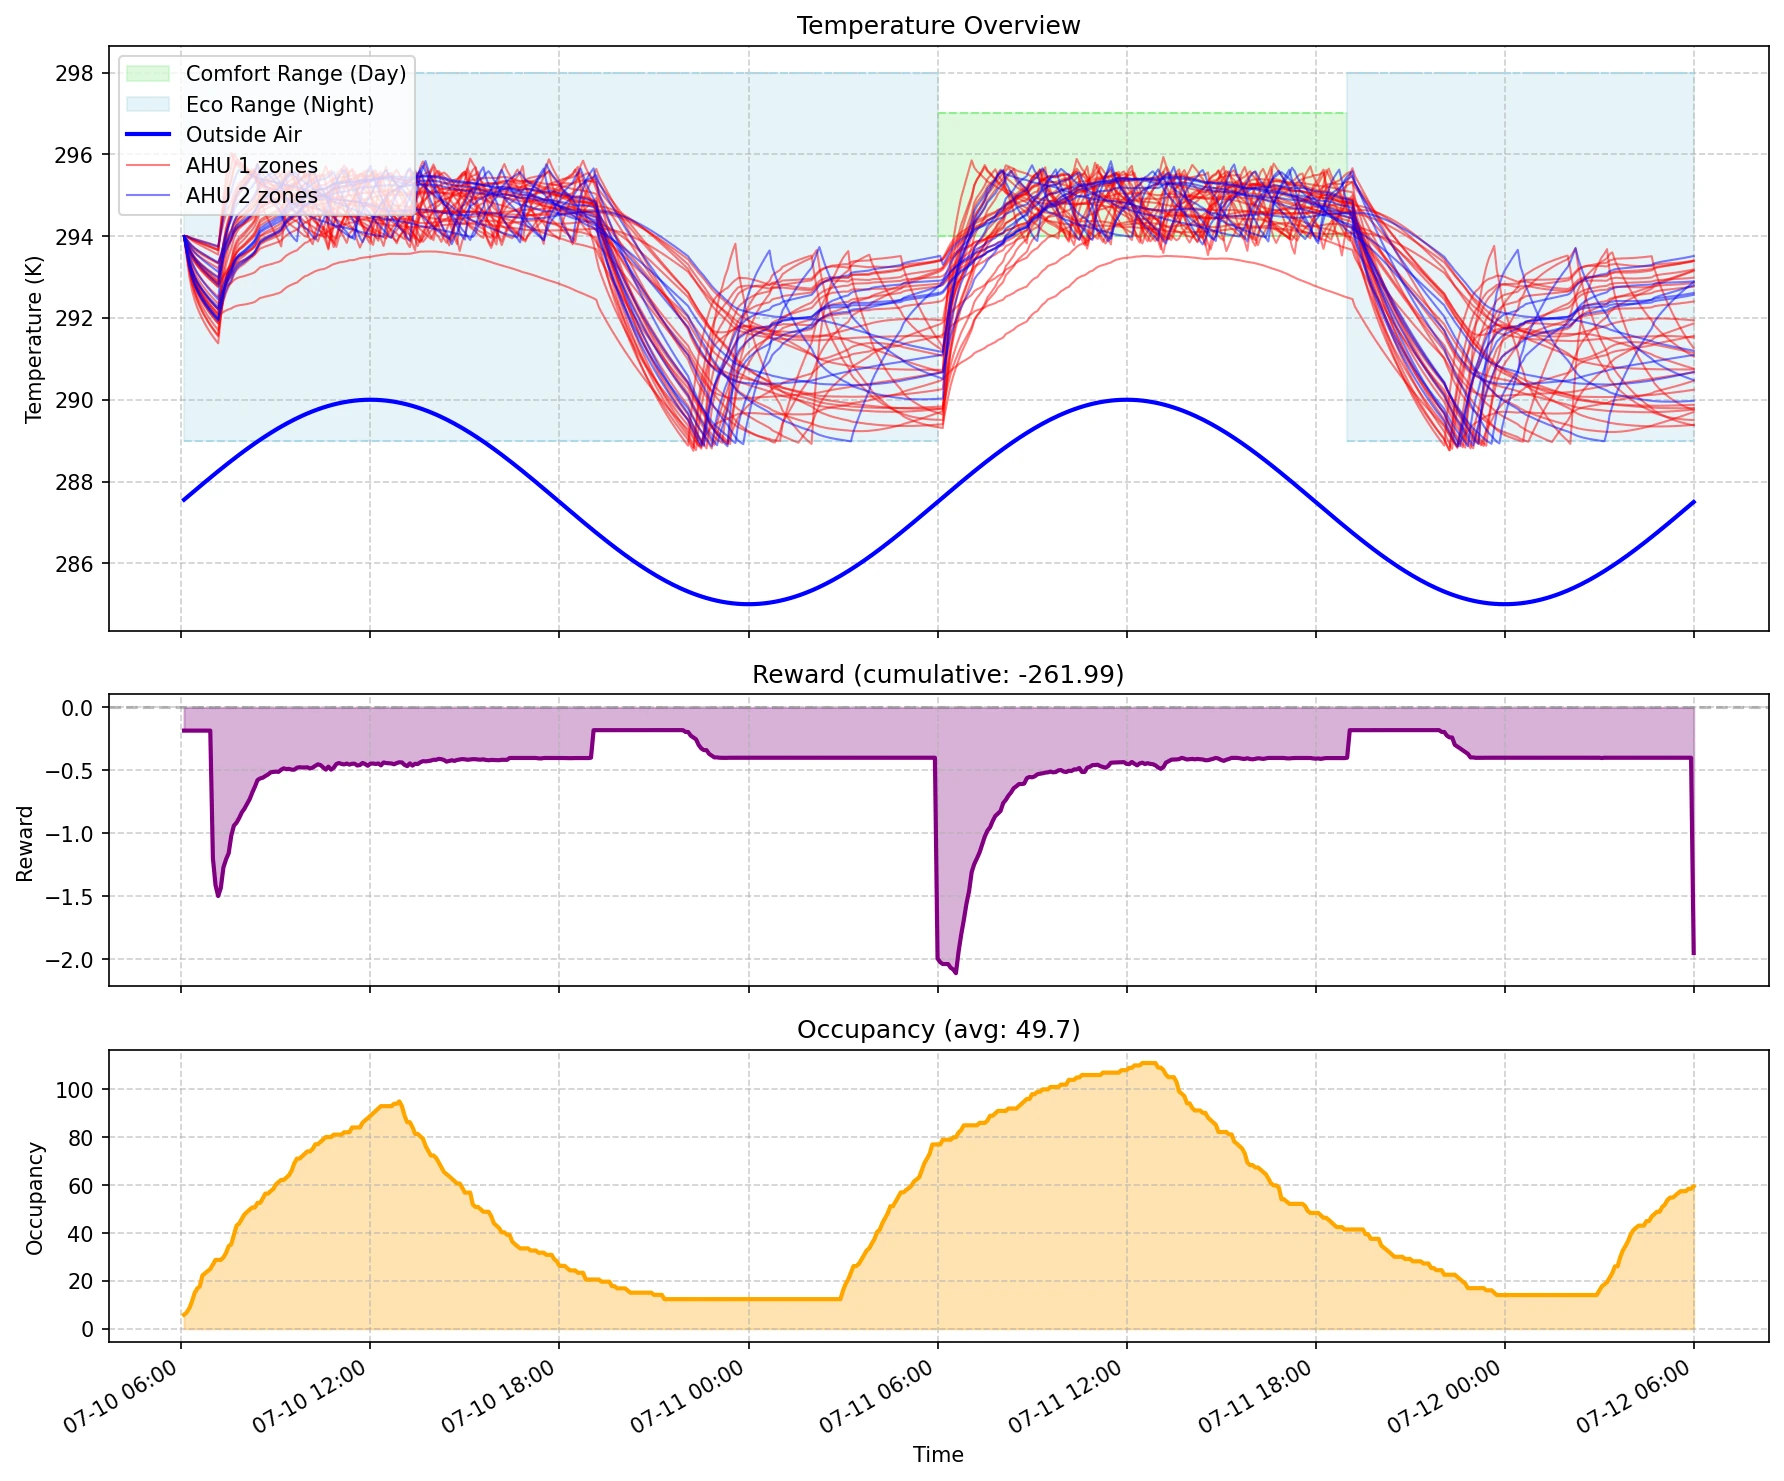 Temperature Overview
Comfort Range (Day)
Eco Range (Night)
Outside Air
AHU 1 zones
AHU 2 zones
Temperature (K)
298
296
294
292
290
288
286
Reward (cumulative: -261.99)
Reward
0.0
−0.5
−1.0
−1.5
−2.0
Occupancy (avg: 49.7)
Occupancy
100
80
60
40
20
0
07-10 06:00
07-10 12:00
07-10 18:00
07-11 00:00
07-11 06:00
07-11 12:00
07-11 18:00
07-12 00:00
07-12 06:00
Time